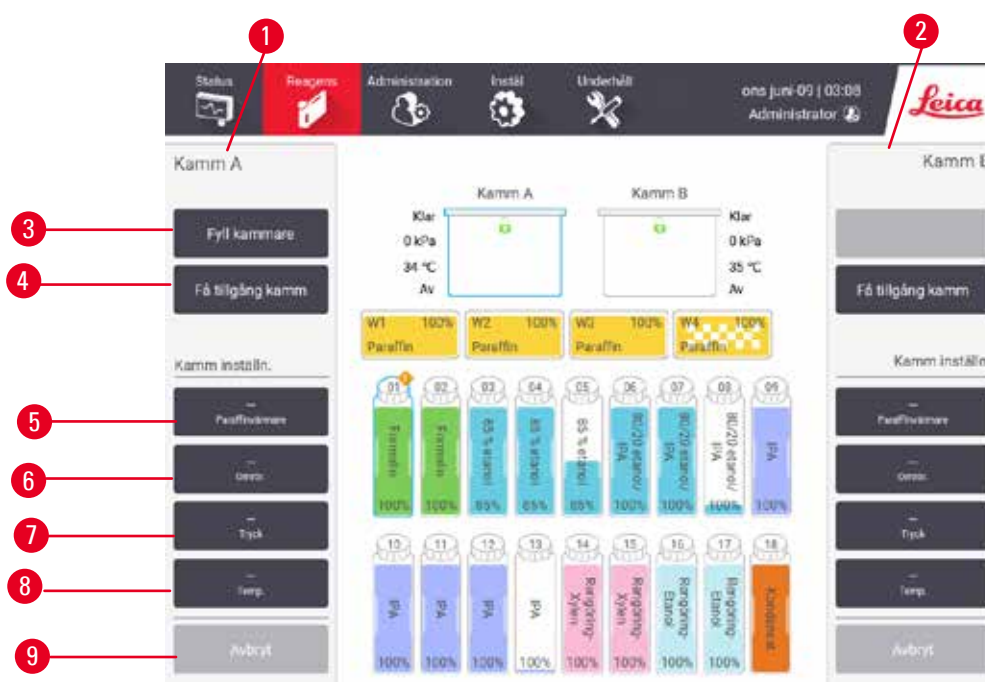 1
2
Status
Reagens
Administration
Inställ
Underhåll
ons juni-09 | 03:08
Administrator
Leica
Kamm A
Kamm B
3
Fyll kammare
4
Få tillgång kamm
Få tillgång kamm
Kamm A
Kamm B
Klar
0 kPa
34 °C
Av
Klar
0 kPa
35 °C
Av
W1 100%
Paraffin
W2 100%
Paraffin
W3 100%
Paraffin
W4 100%
Paraffin
Kamm inställn.
Kamm inställn
5
Paraffinvärmare
Paraffinvärmare
6
7
Tryck
Tryck
8
Temp.
Temp.
9
Avbryt
Avbryt
01
Formalin
100%
02
Formalin
100%
03
85 % etanol
85%
04
85 % etanol
85%
05
85 % etanol
85%
06
80/20 etanol/
IPA
100%
07
80/20 etanol/
IPA
100%
08
80/20 etanol/
IPA
100%
09
IPA
100%
10
IPA
100%
11
IPA
100%
12
IPA
100%
13
IPA
100%
14
Rengöring-
Xylen
100%
15
Rengöring-
Xylen
100%
16
Rengöring-
Etanol
100%
17
Rengöring-
Etanol
100%
18
Kondensat